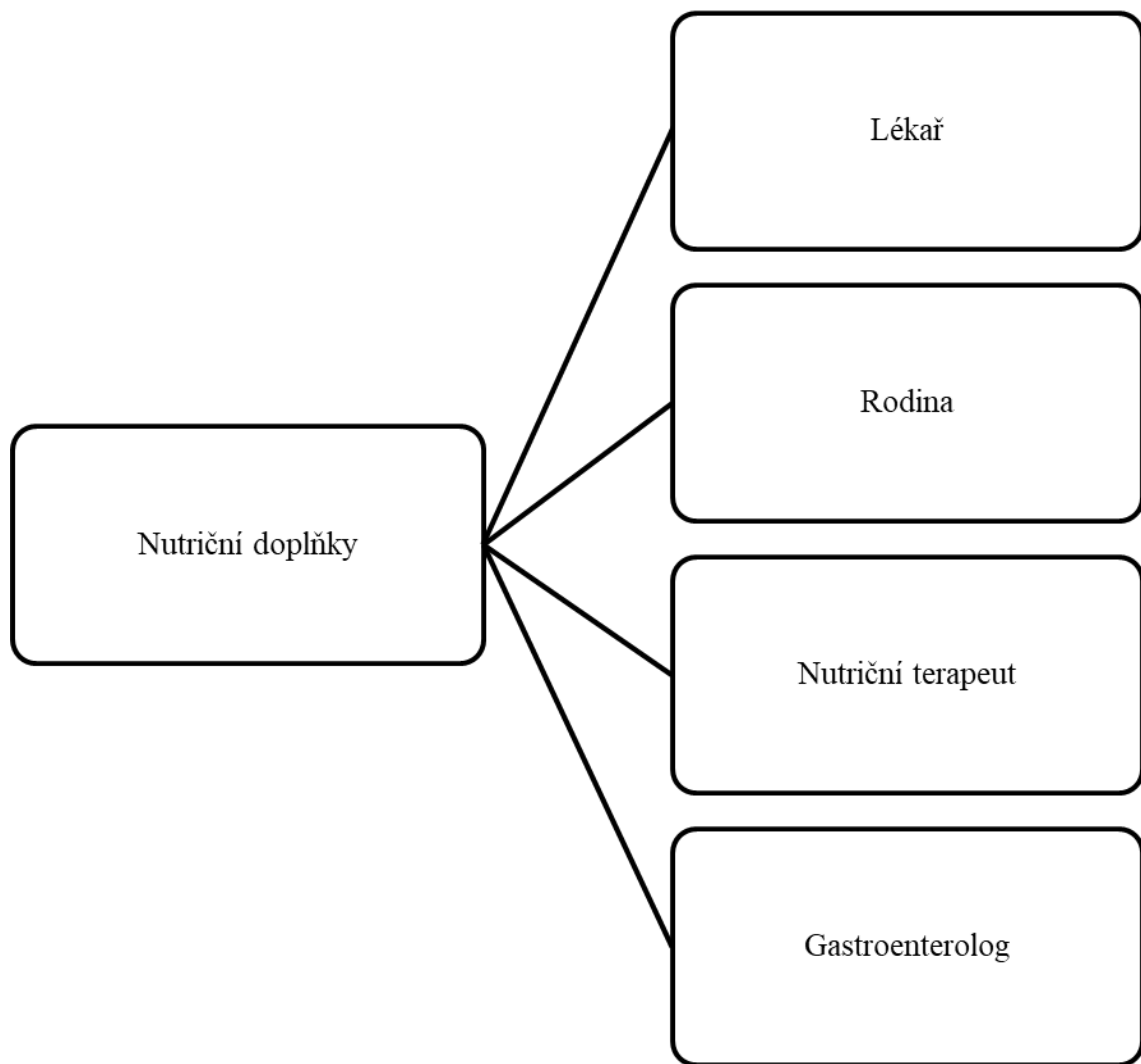 Lékař
Rodina
Nutriční doplňky
Nutriční terapeut
Gastroenterolog